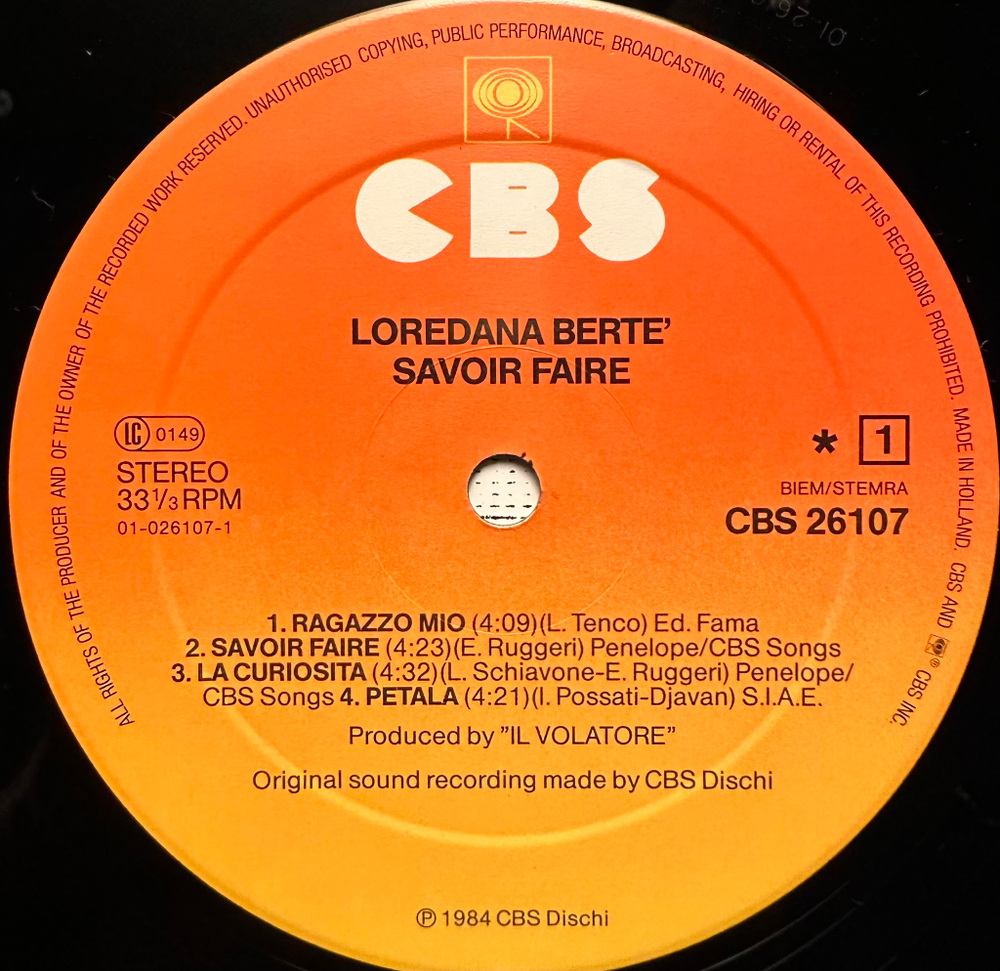 ALL RIGHTS OF THE PRODUCER AND OF THE OWNER OF THE RECORDED WORK RESERVED. UNAUTHORISED COPYING, PUBLIC PERFORMANCE, BROADCASTING, HIRING OR RENTAL OF THIS RECORDING PROHIBITED. MADE IN HOLLAND. CBS AND ® CBS INC.
CBS
LOREDANA BERTE’
SAVOIR FAIRE
LC 0149
STEREO
33 1/3 RPM
01-026107-1
* 1
BIEM/STEMRA
CBS 26107
1. RAGAZZO MIO (4:09)(L. Tenco) Ed. Fama
2. SAVOIR FAIRE (4:23)(E. Ruggeri) Penelope/CBS Songs
3. LA CURIOSITA (4:32)(L. Schiavone-E. Ruggeri) Penelope/
CBS Songs 4. PETALA (4:21)(I. Possati-Djavan) S.I.A.E.
Produced by ”IL VOLATORE”
Original sound recording made by CBS Dischi
℗ 1984 CBS Dischi